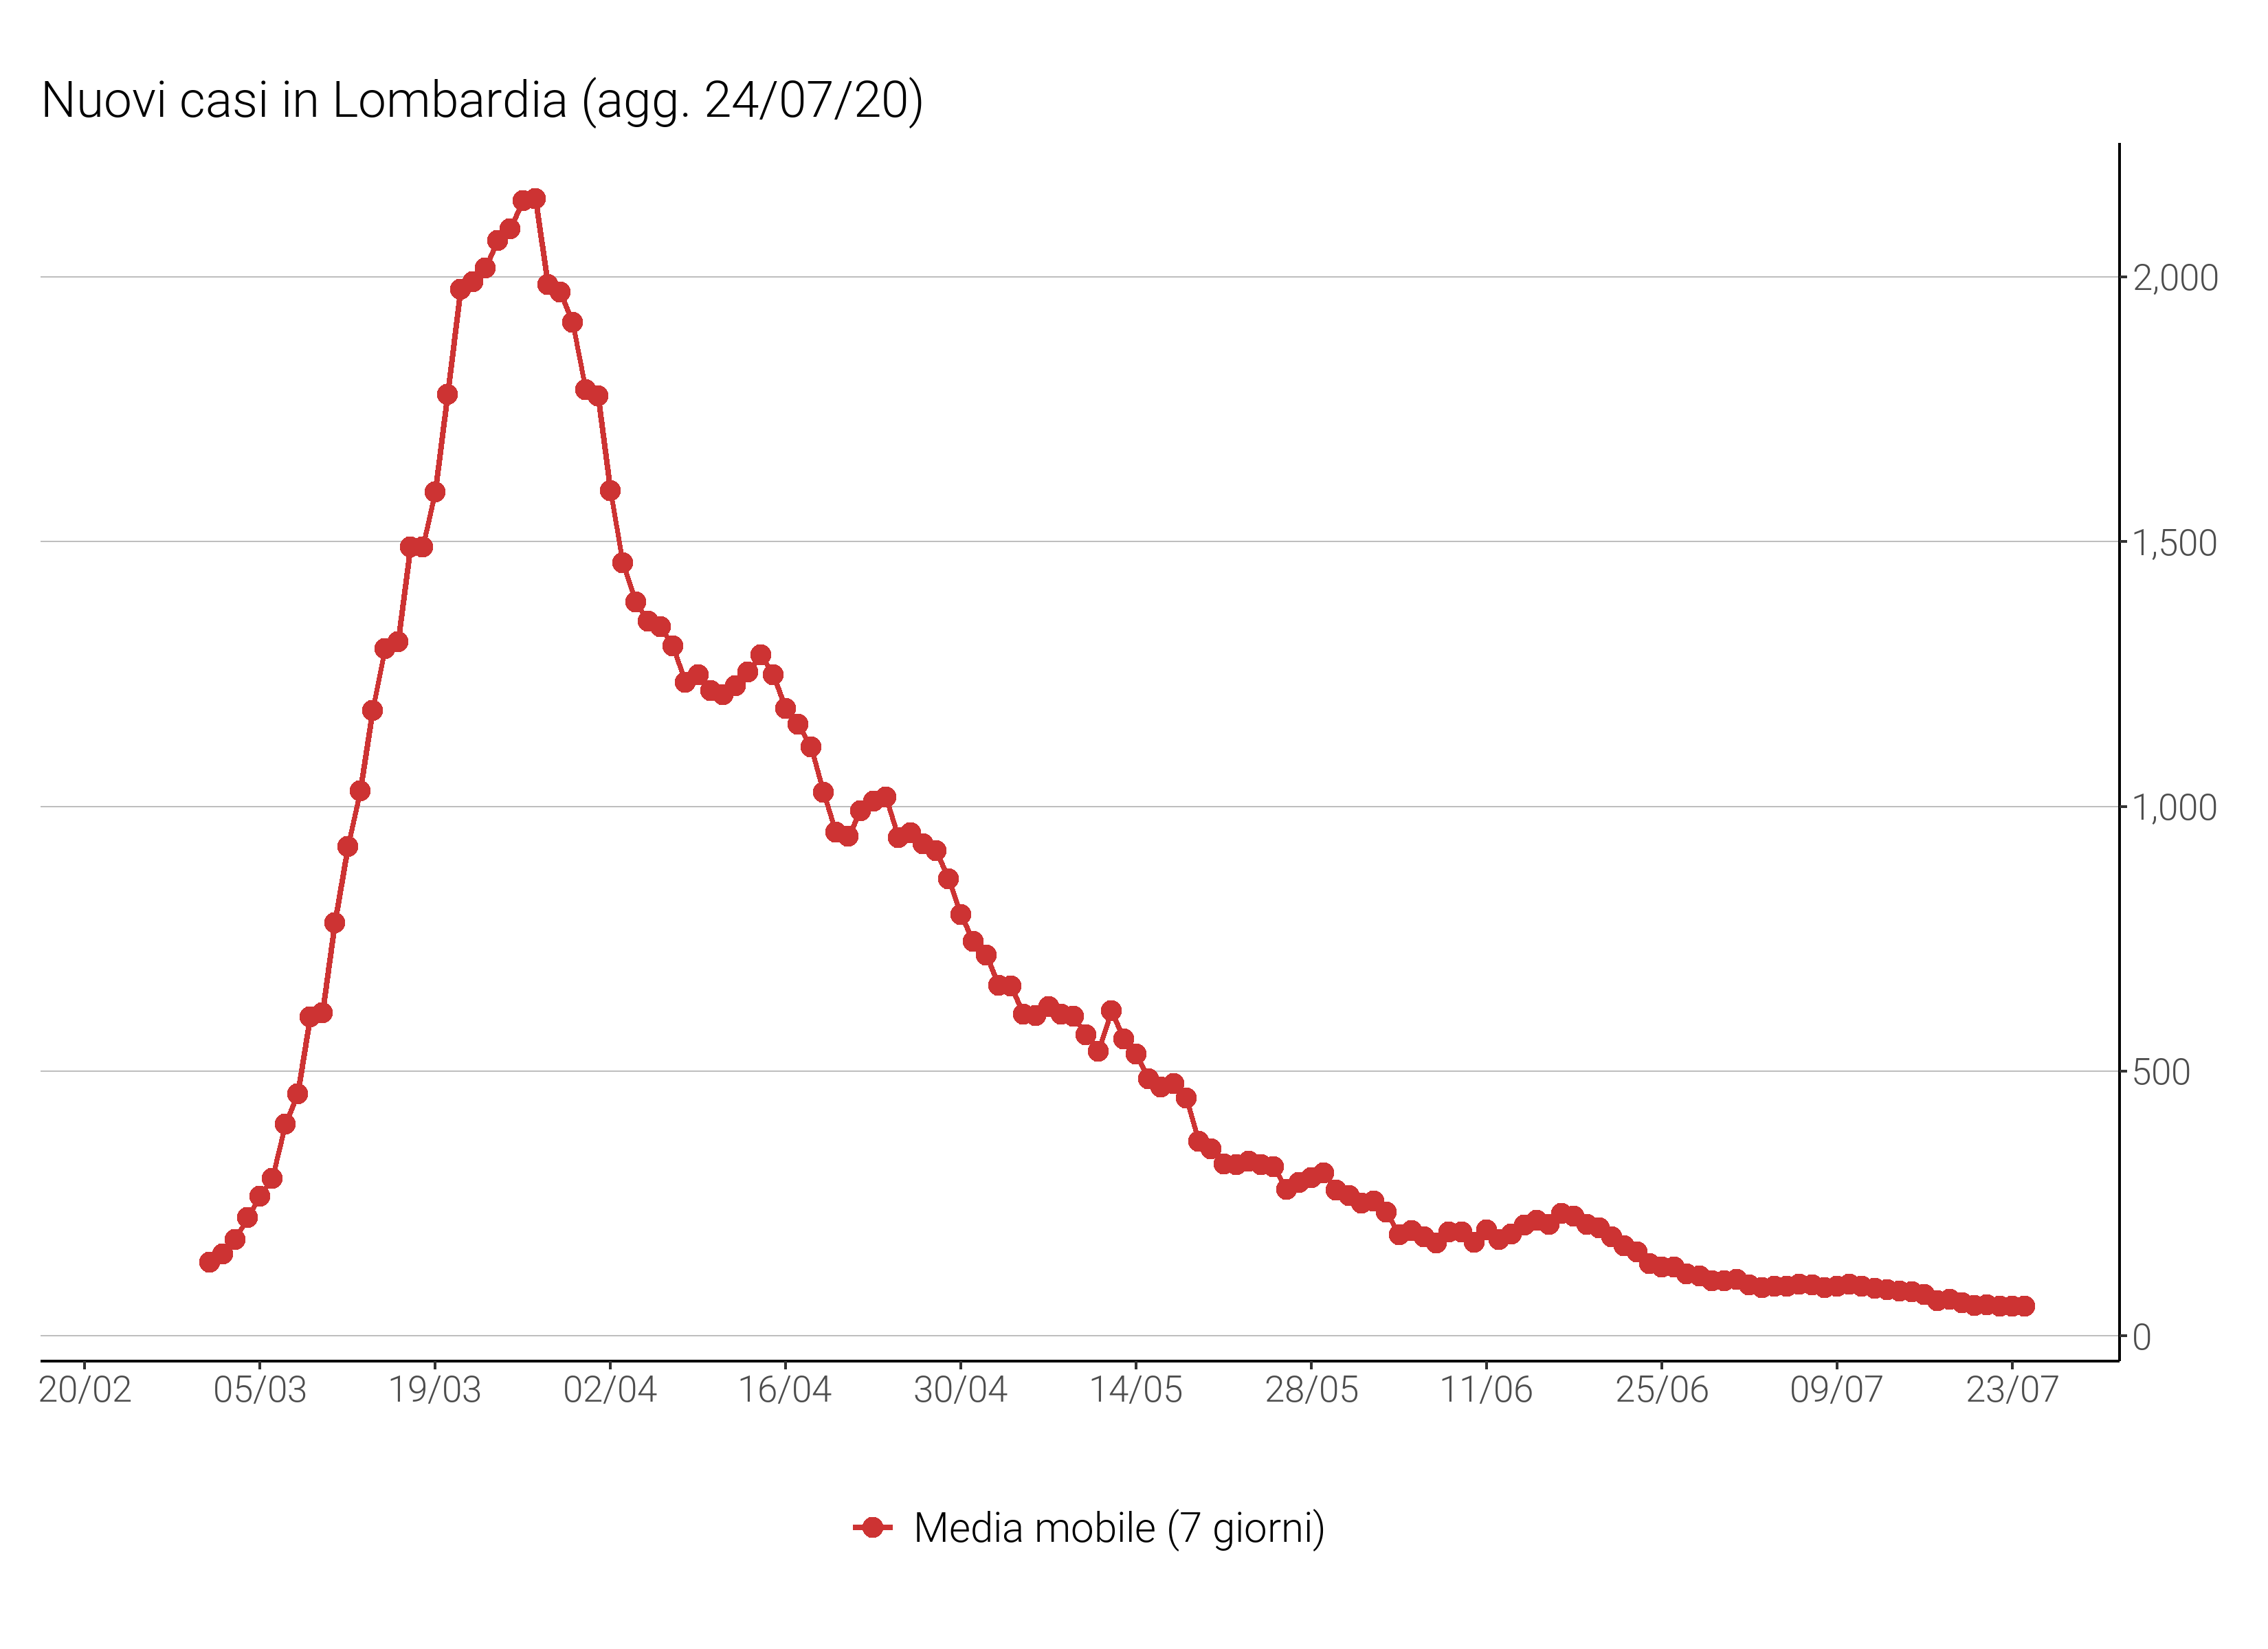 Nuovi casi in Lombardia (agg. 24/07/20)
2,000
1,500
1,000
500
0
20/02 05/03 19/03 02/04 16/04 30/04 14/05 28/05 11/06 25/06 09/07 23/07
Media mobile (7 giorni)